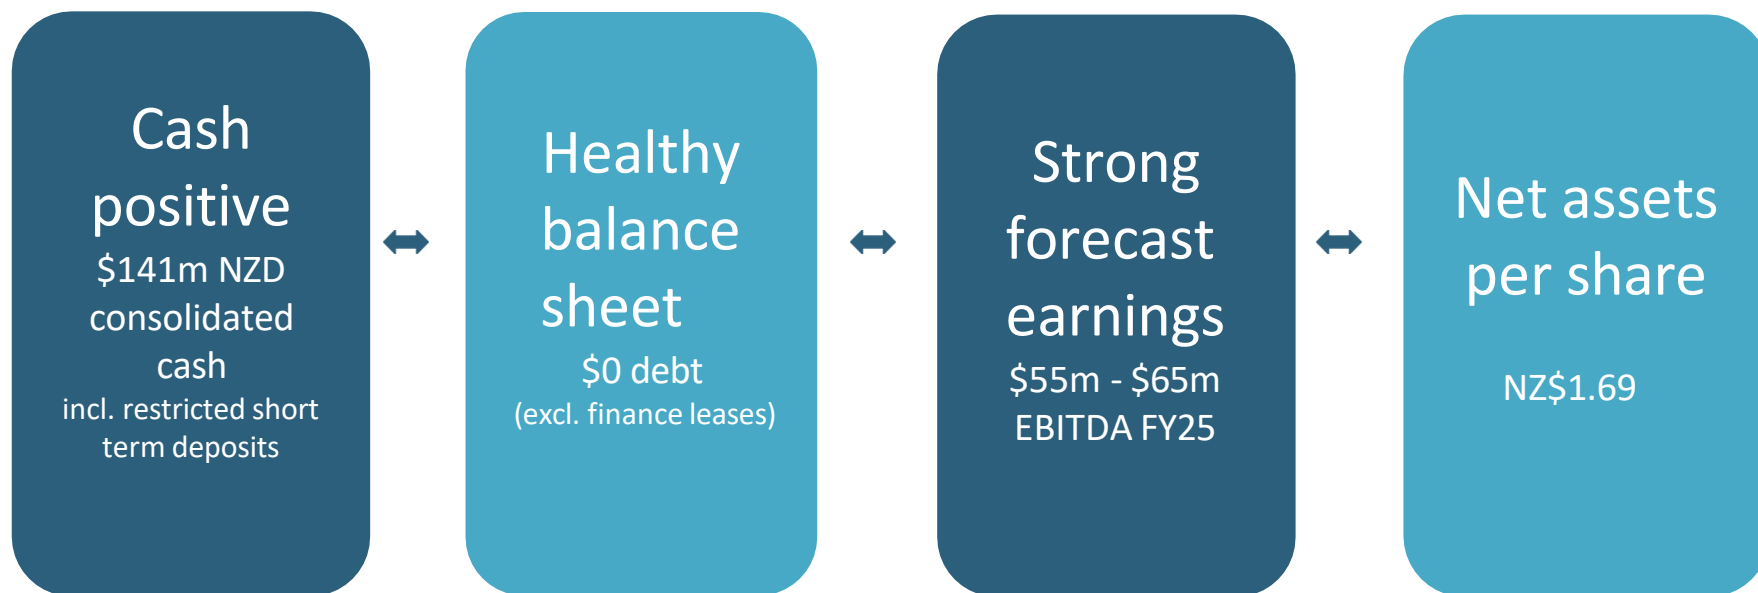 Cash
positive
$141m NZD
consolidated
cash
incl. restricted short
term deposits
Healthy
balance
sheet
$0 debt
(excl. finance leases)
Strong
forecast
earnings
$55m - $65m
EBITDA FY25
Net assets
per share
NZ$1.69